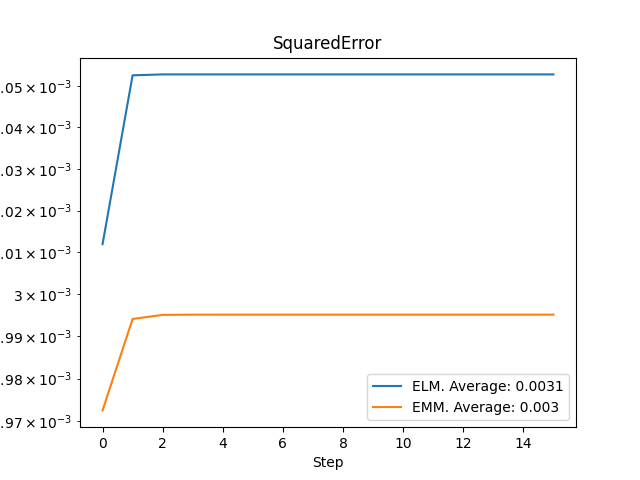 SquaredError
.05 × 10⁻³
.04 × 10⁻³
.03 × 10⁻³
.02 × 10⁻³
.01 × 10⁻³
3 × 10⁻³
.99 × 10⁻³
.98 × 10⁻³
.97 × 10⁻³
ELM. Average: 0.0031
EMM. Average: 0.003
0 2 4 6 8 10 12 14
Step